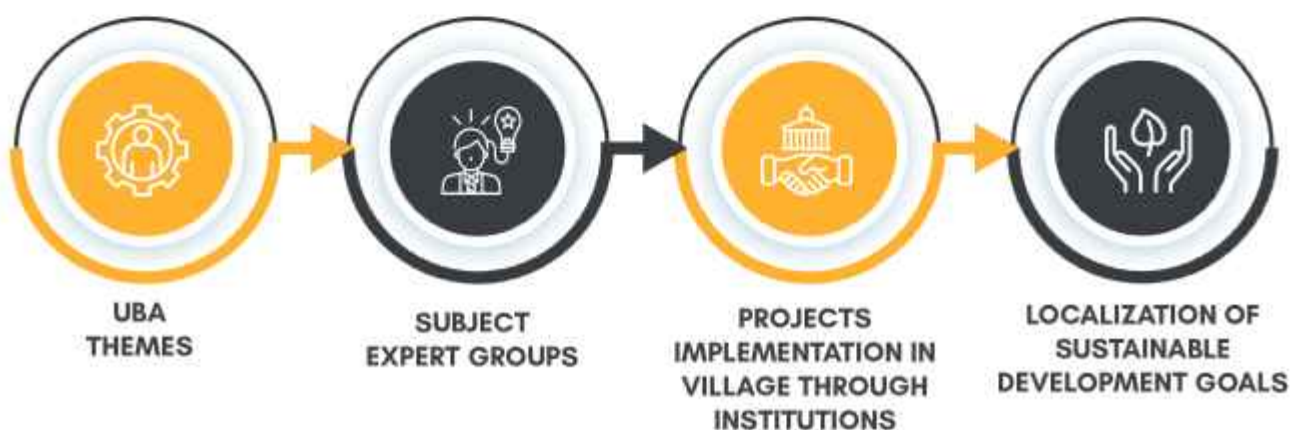 UBA
THEMES
SUBJECT
EXPERT GROUPS
PROJECTS
IMPLEMENTATION IN
VILLAGE THROUGH
INSTITUTIONS
LOCALIZATION OF
SUSTAINABLE
DEVELOPMENT GOALS